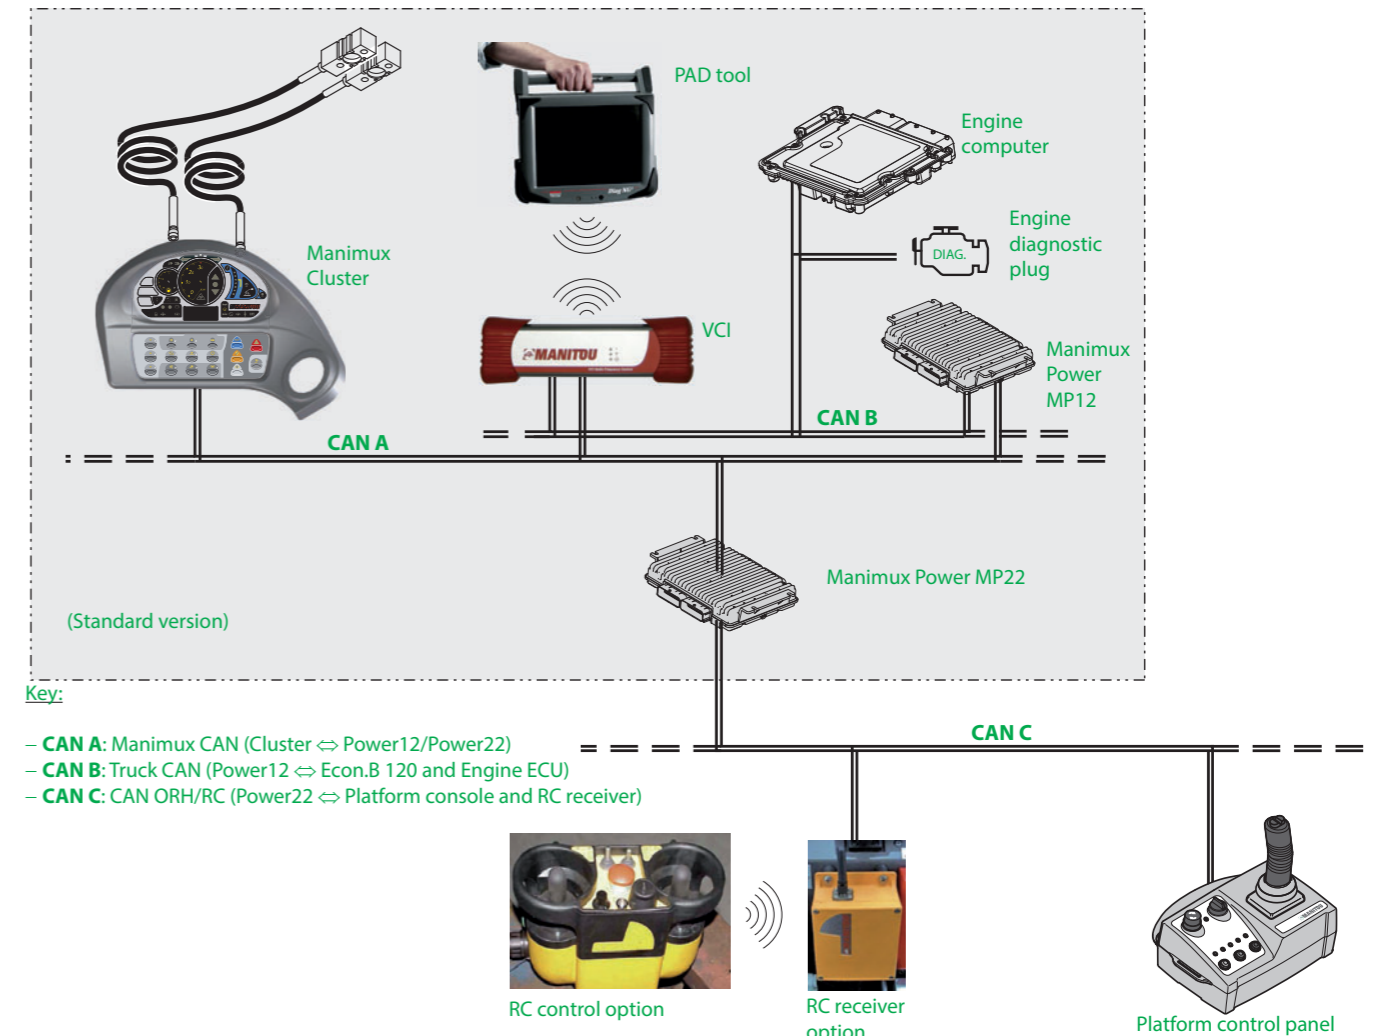 PAD tool
Engine
computer
Engine
diagnostic
plug
DIAG.
Manimux
Cluster
VCI
MANITOU
Manimux
Power
MP12
CAN B
CAN A
Manimux Power MP22
(Standard version)
Key:
– CAN A: Manimux CAN (Cluster ⇔ Power12/Power22)
– CAN B: Truck CAN (Power12 ⇔ Econ.B 120 and Engine ECU)
– CAN C: CAN ORH/RC (Power22 ⇔ Platform console and RC receiver)
CAN C
MANITOU
RC control option
RC receiver
option
Platform control panel